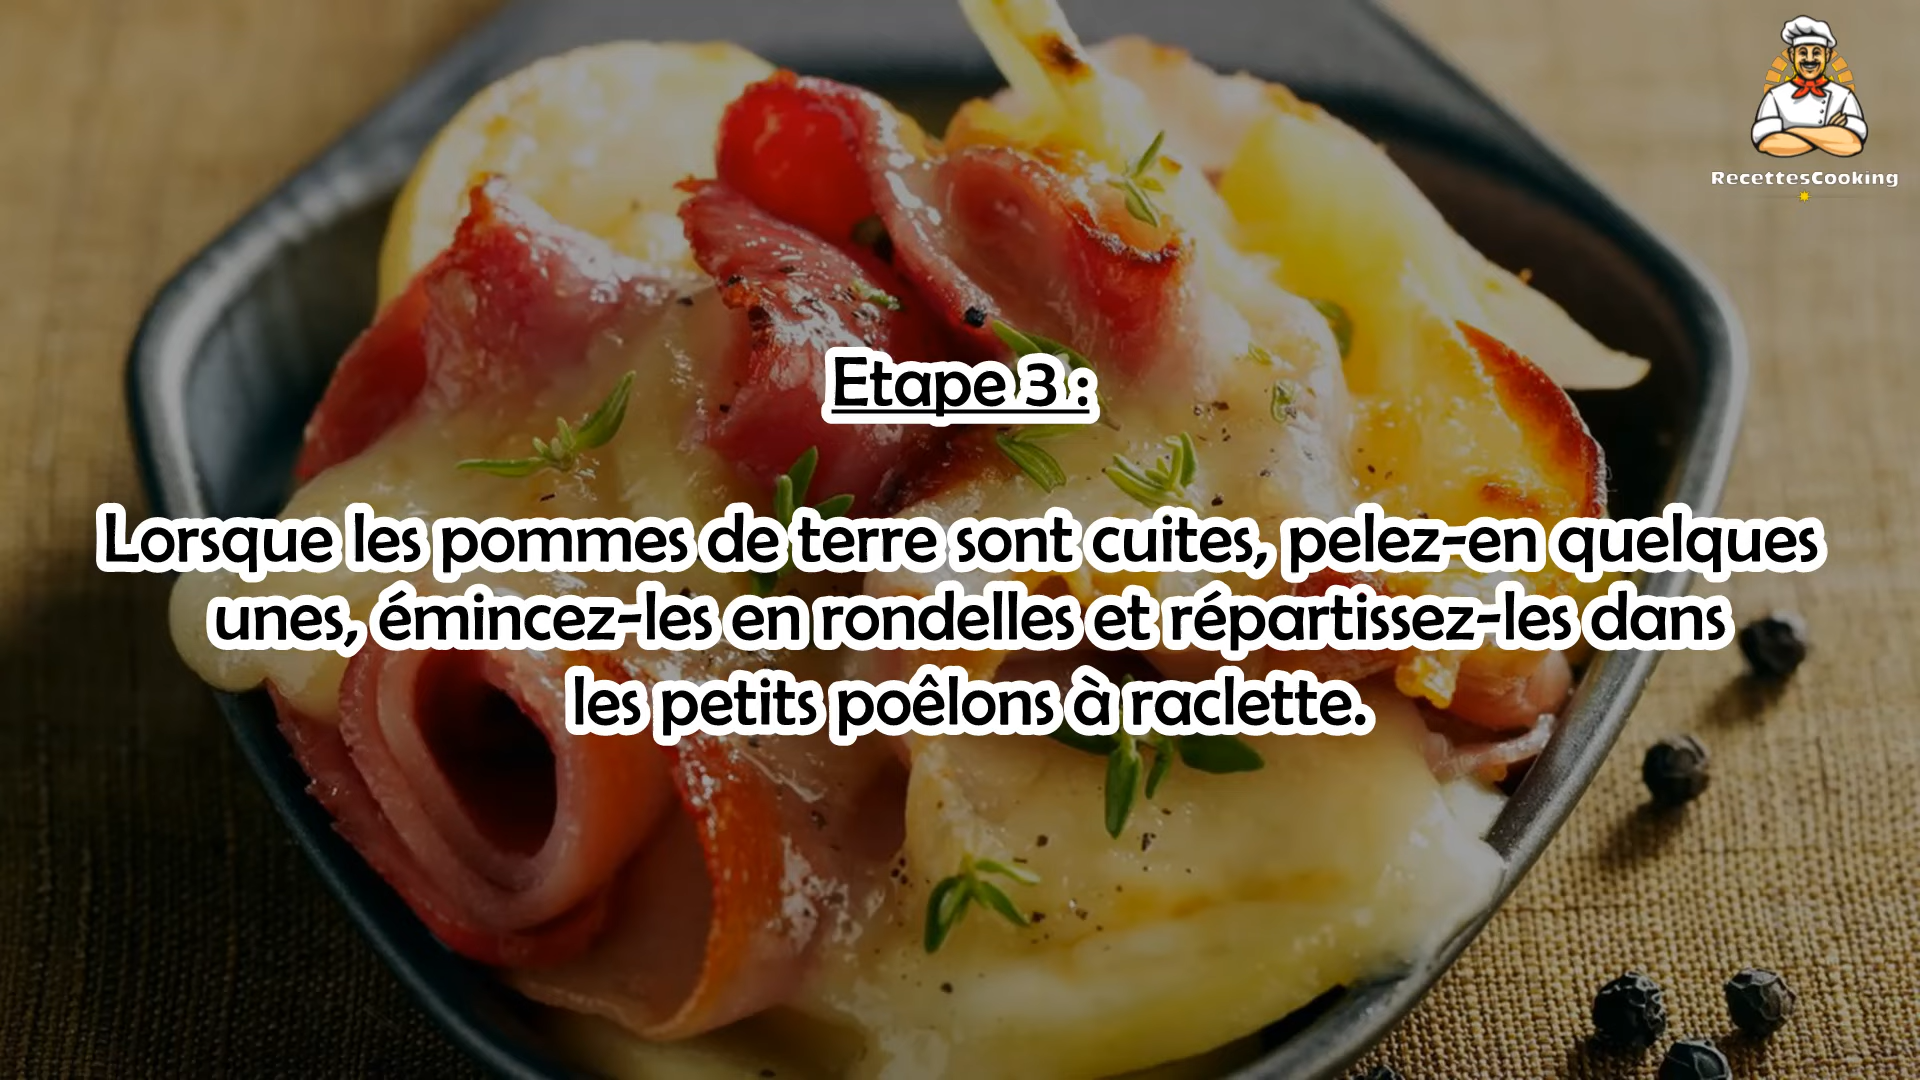 RecettesCooking
Etape 3 :
Lorsque les pommes de terre sont cuites, pelez-en quelques
unes, émincez-les en rondelles et répartissez-les dans
les petits poêlons à raclette.